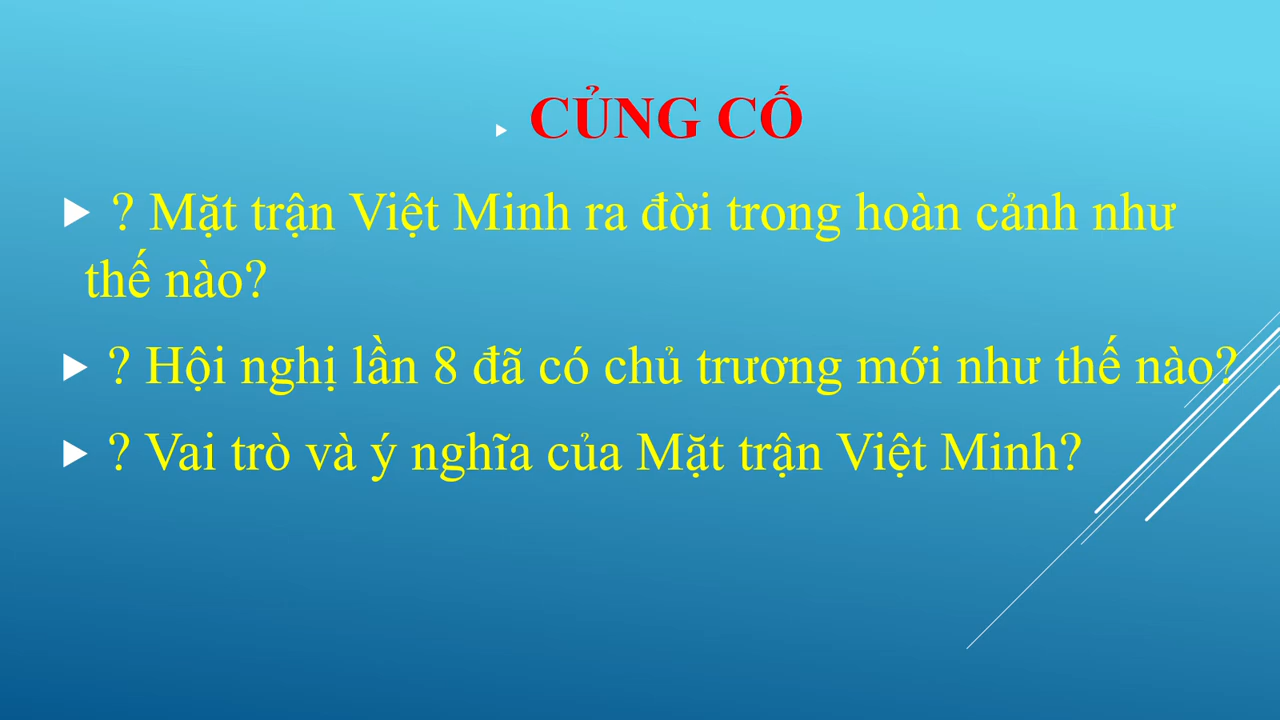 CỦNG CỐ
? Mặt trận Việt Minh ra đời trong hoàn cảnh như
thế nào?
? Hội nghị lần 8 đã có chủ trương mới như thế nào?
? Vai trò và ý nghĩa của Mặt trận Việt Minh?